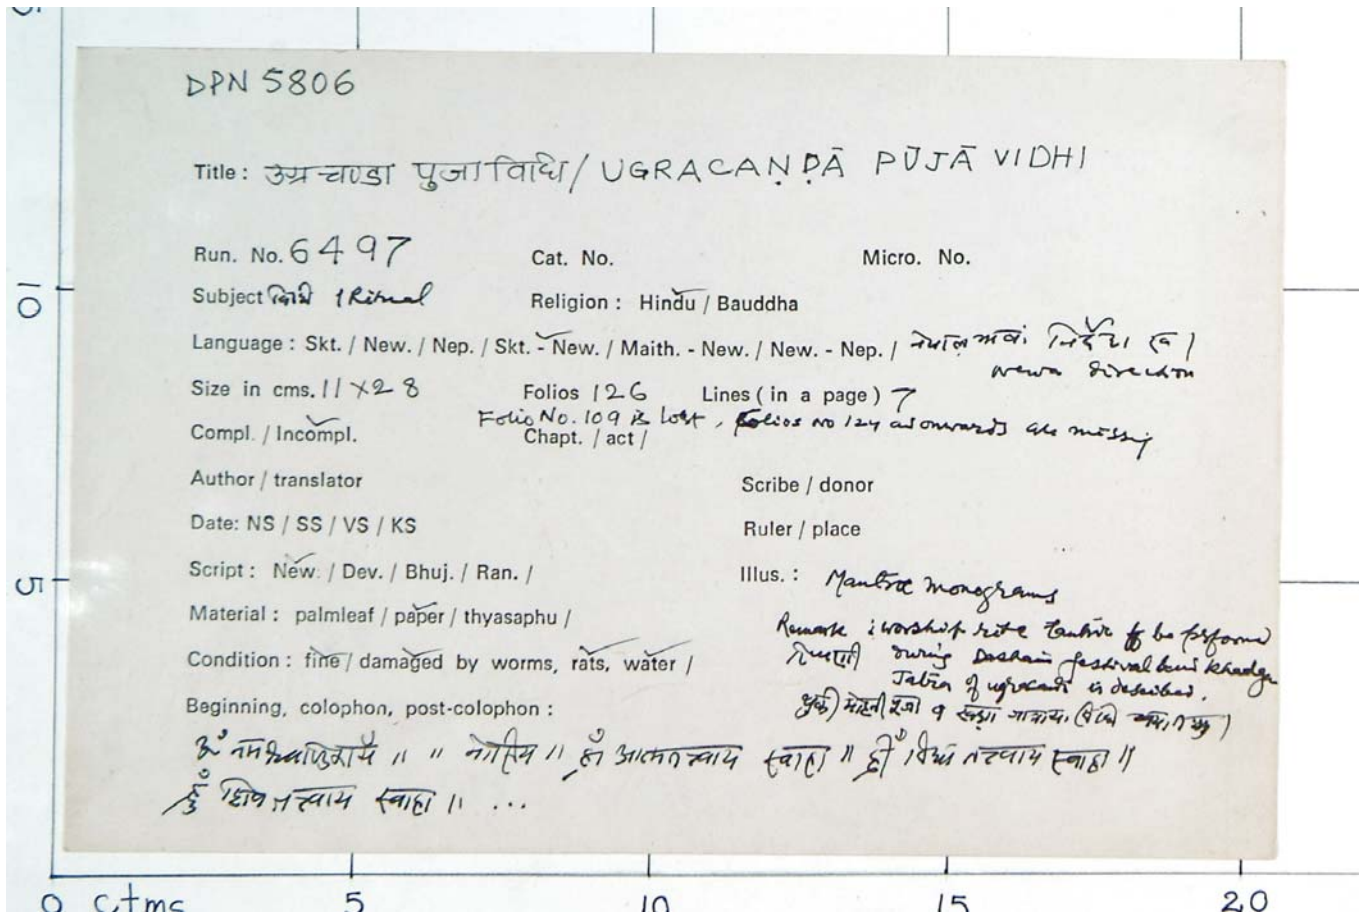 DPN 5806
Title: उग्रचण्डा पुजाविधि / UGRACAṆḌĀ PŪJĀ VIDHI
Run. No. 6497 Cat. No. Micro. No.
Subject विधि / Ritual Religion : Hindu / Bauddha
Language : Skt. / New. / Nep. / Skt. - New. / Maith. - New. / New. - Nep. / नेपाल
newa direction
Size in cms. 11 x 28 Folios 126 Lines ( in a page ) 7
Folio No. 109 is lost, folios no 124 onwards are missing
Compl. / Incompl. Chapt. / act /
Author / translator Scribe / donor
Date: NS / SS / VS / KS Ruler / place
Script : New. / Dev. / Bhuj. / Ran. / Illus. : Mantra monograms
Material : palmleaf / paper / thyasaphu /
Remark : worship rite tantric to be performe
Condition : fine / damaged by worms, rats, water /
during Dashain festival khadga
Jatra of ugracandi is described.
Beginning, colophon, post-colophon :
ॐ नमश्चण्डिकायै ॥ ॥ ह्राँ आत्मतत्त्वाय स्वाहा ॥ ह्रीँ विद्या तत्त्वाय स्वाहा ॥
ह्रुँ शिवतत्त्वाय स्वाहा ॥ ...
10
5
0 ctms 5 10 15 20